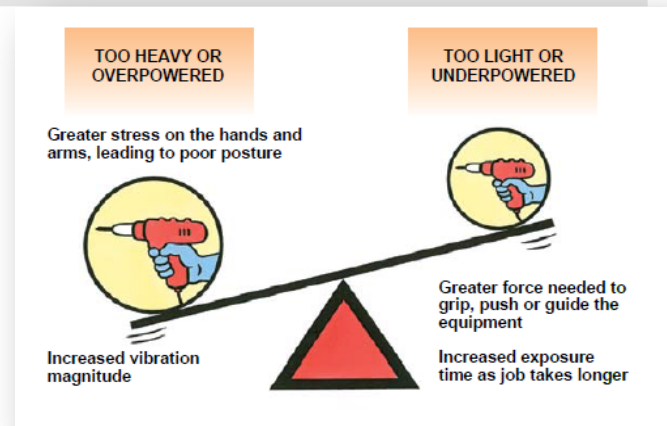 TOO HEAVY OR
OVERPOWERED
TOO LIGHT OR
UNDERPOWERED
Greater stress on the hands and
arms, leading to poor posture
Increased vibration
magnitude
Greater force needed to
grip, push or guide the
equipment
Increased exposure
time as job takes longer